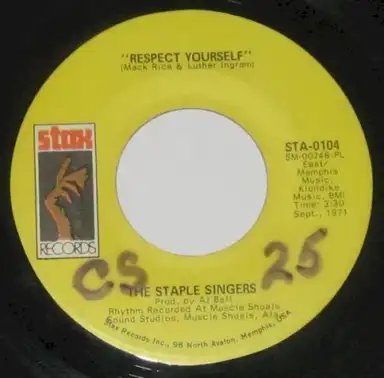 "RESPECT YOURSELF"
(Mack Rice & Luther Ingram)
stax
RECORDS
STA-0104
SM-00748-PL
East/
Memphis
Music,
Klondike
Music, BMI
Time: 3:30
Sept., 1971
CS
25
THE STAPLE SINGERS
Prod. by Al Bell
Rhythm Recorded At Muscle Shoals
Sound Studios, Muscle Shoals, Ala.
Stax Records Inc., 98 North Avalon, Memphis, USA